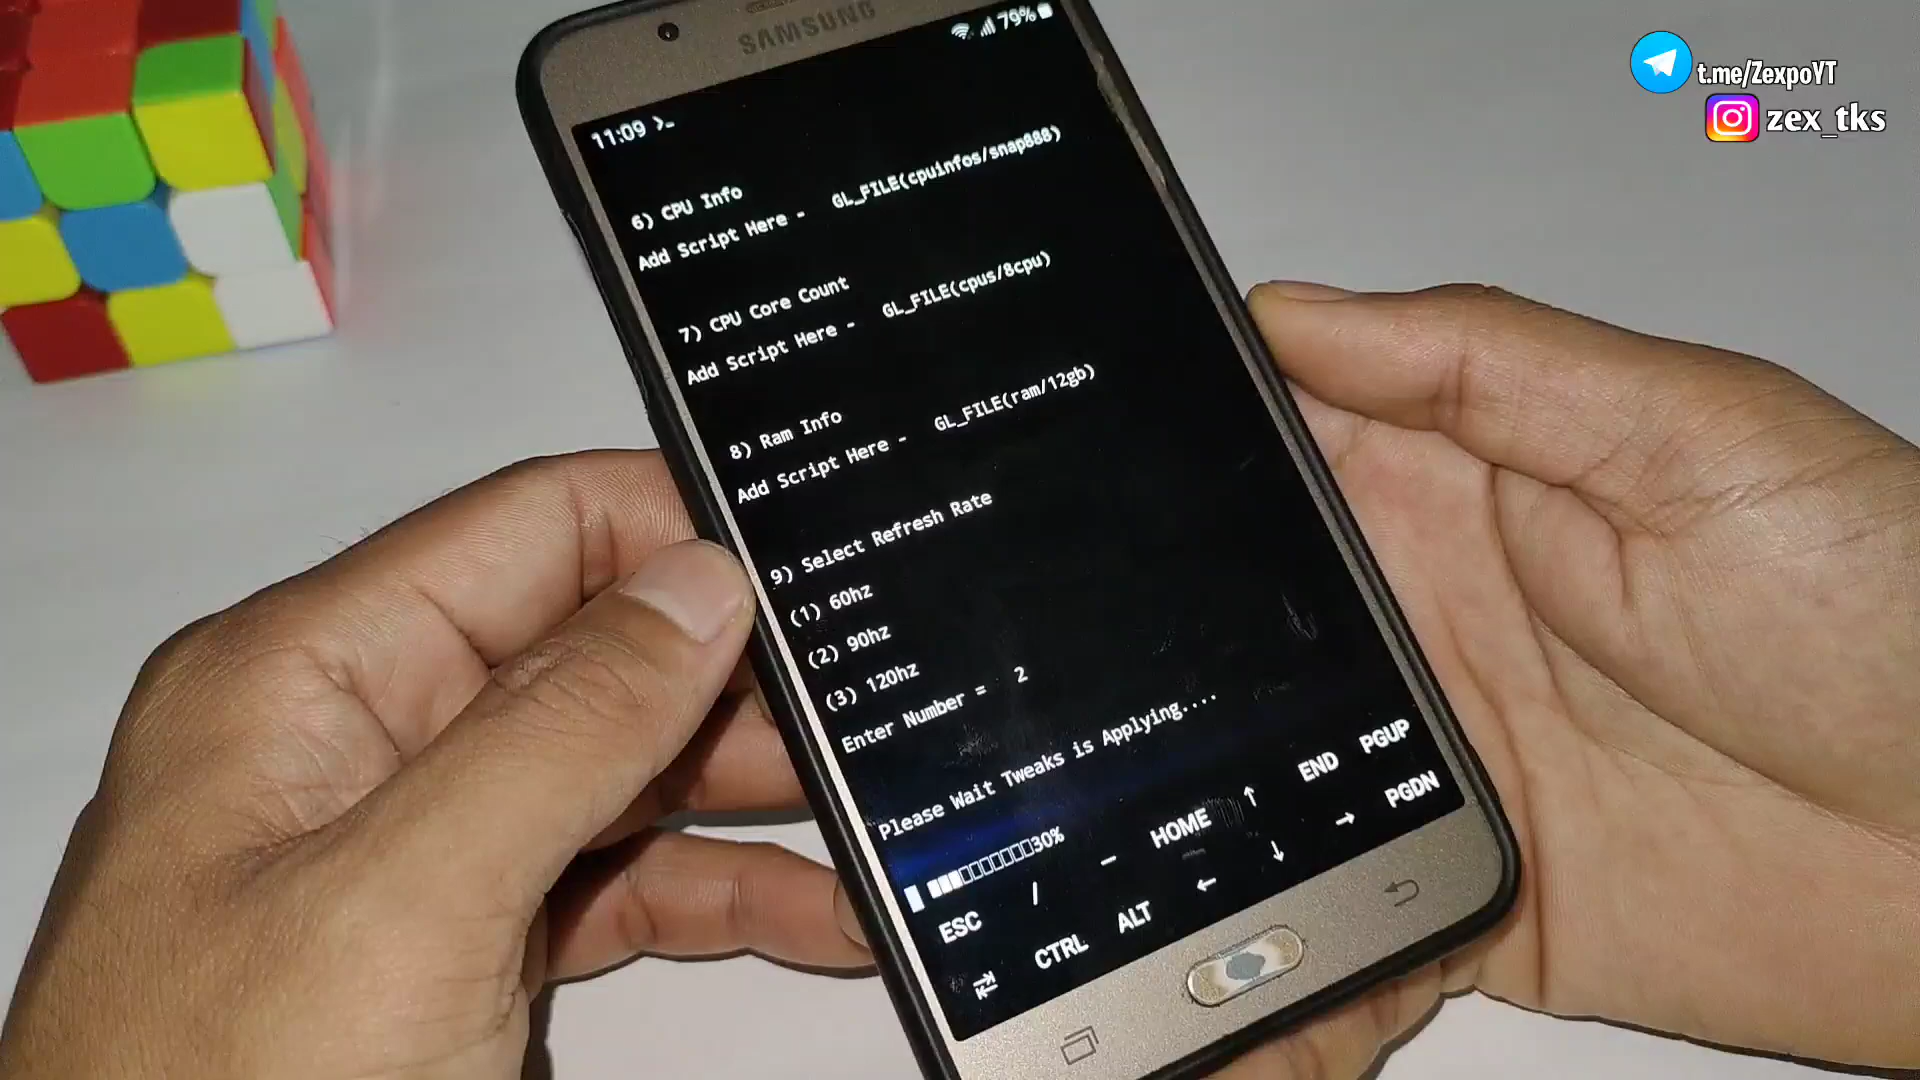 SAMSUNG
79%
t.me/ZexpoYT
zex_tks
11:09 >_
6) CPU Info
Add Script Here - GL_FILE(cpuinfos/snap888)
7) CPU Core Count
Add Script Here - GL_FILE(cpus/8cpu)
8) Ram Info
Add Script Here - GL_FILE(ram/12gb)
9) Select Refresh Rate
(1) 60hz
(2) 90hz
(3) 120hz
Enter Number = 2
Please Wait Tweaks is Applying....
30%
ESC / – HOME ↑ END PGUP
CTRL ALT ← ↓ → PGDN